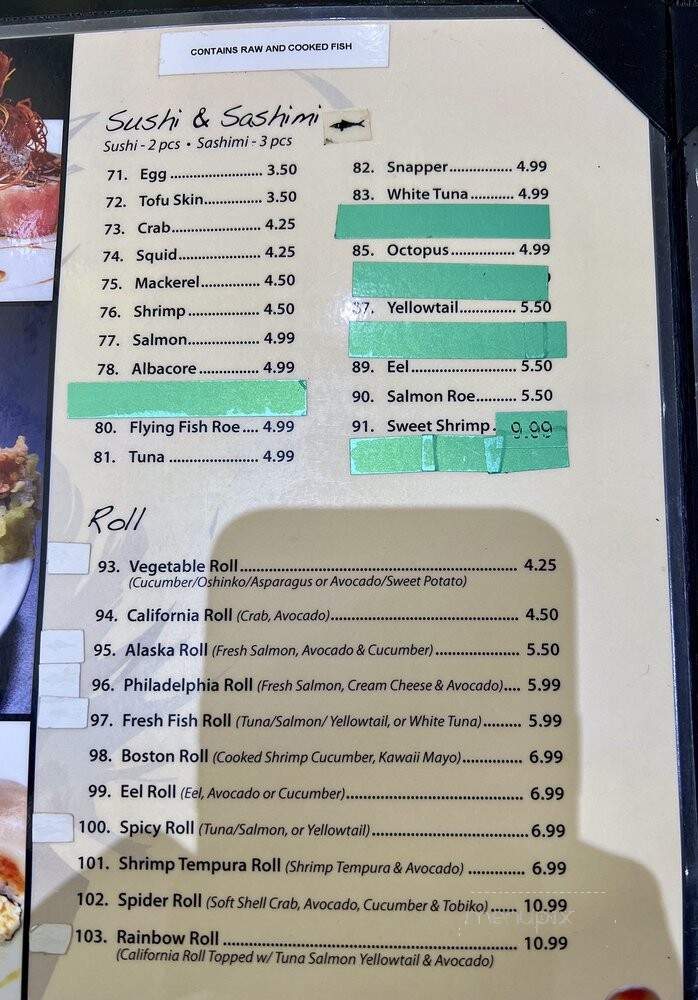 CONTAINS RAW AND COOKED FISH
Sushi & Sashimi
Sushi - 2 pcs • Sashimi - 3 pcs
71. Egg ........................ 3.50
72. Tofu Skin............... 3.50
73. Crab....................... 4.25
74. Squid..................... 4.25
75. Mackerel............... 4.50
76. Shrimp .................. 4.50
77. Salmon.................. 4.99
78. Albacore ............... 4.99
80. Flying Fish Roe .... 4.99
81. Tuna ...................... 4.99
82. Snapper................ 4.99
83. White Tuna........... 4.99
85. Octopus................ 4.99
87. Yellowtail.............. 5.50
89. Eel........................... 5.50
90. Salmon Roe.......... 5.50
91. Sweet Shrimp . 9.99
Roll
93. Vegetable Roll.................................................... 4.25
(Cucumber/Oshinko/Asparagus or Avocado/Sweet Potato)
94. California Roll (Crab, Avocado).................................... 4.50
95. Alaska Roll (Fresh Salmon, Avocado & Cucumber)............... 5.50
96. Philadelphia Roll (Fresh Salmon, Cream Cheese & Avocado).... 5.99
97. Fresh Fish Roll (Tuna/Salmon/ Yellowtail, or White Tuna)......... 5.99
98. Boston Roll (Cooked Shrimp Cucumber, Kawaii Mayo).............. 6.99
99. Eel Roll (Eel, Avocado or Cucumber)................................. 6.99
100. Spicy Roll (Tuna/Salmon, or Yellowtail)............................ 6.99
101. Shrimp Tempura Roll (Shrimp Tempura & Avocado) ............. 6.99
102. Spider Roll (Soft Shell Crab, Avocado, Cucumber & Tobiko)...... 10.99
103. Rainbow Roll ............................................................ 10.99
(California Roll Topped w/ Tuna Salmon Yellowtail & Avocado)
menupix